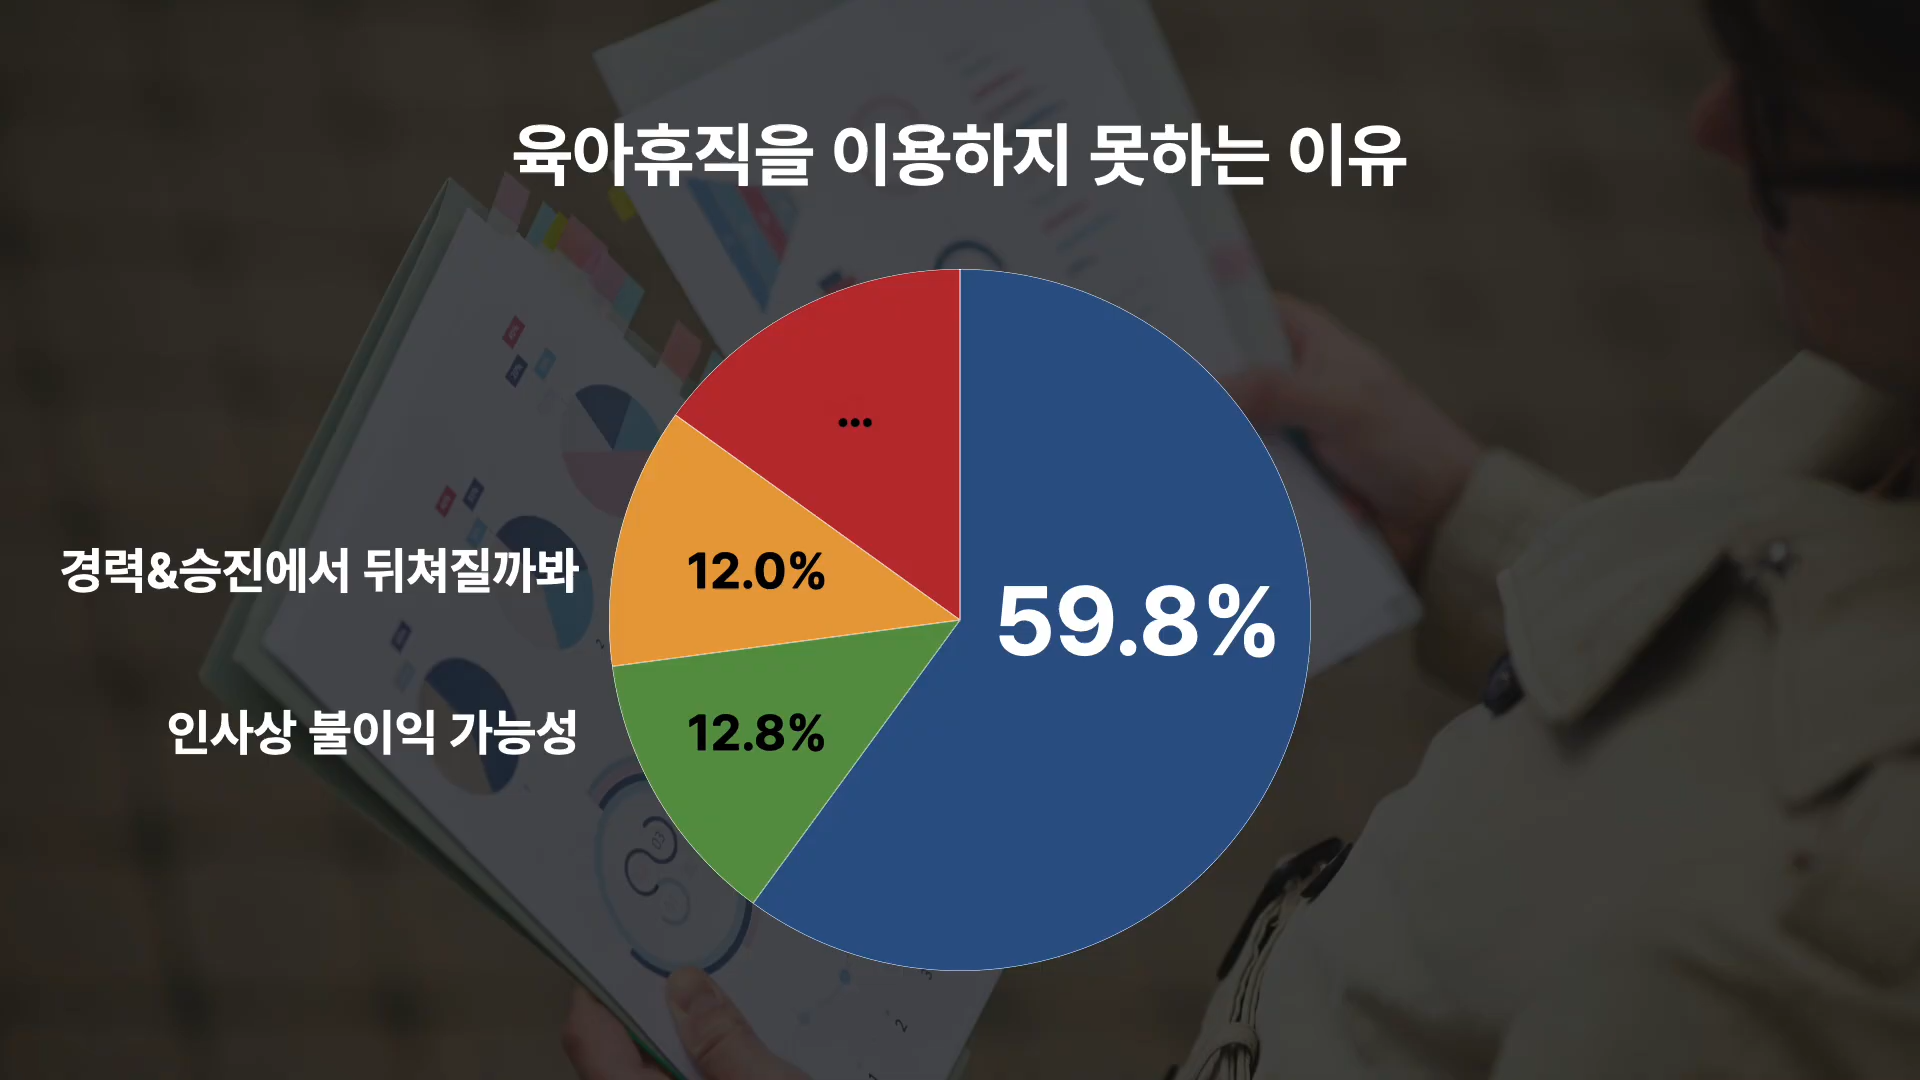 육아휴직을 이용하지 못하는 이유
...
경력&승진에서 뒤쳐질까봐
12.0%
59.8%
인사상 불이익 가능성
12.8%